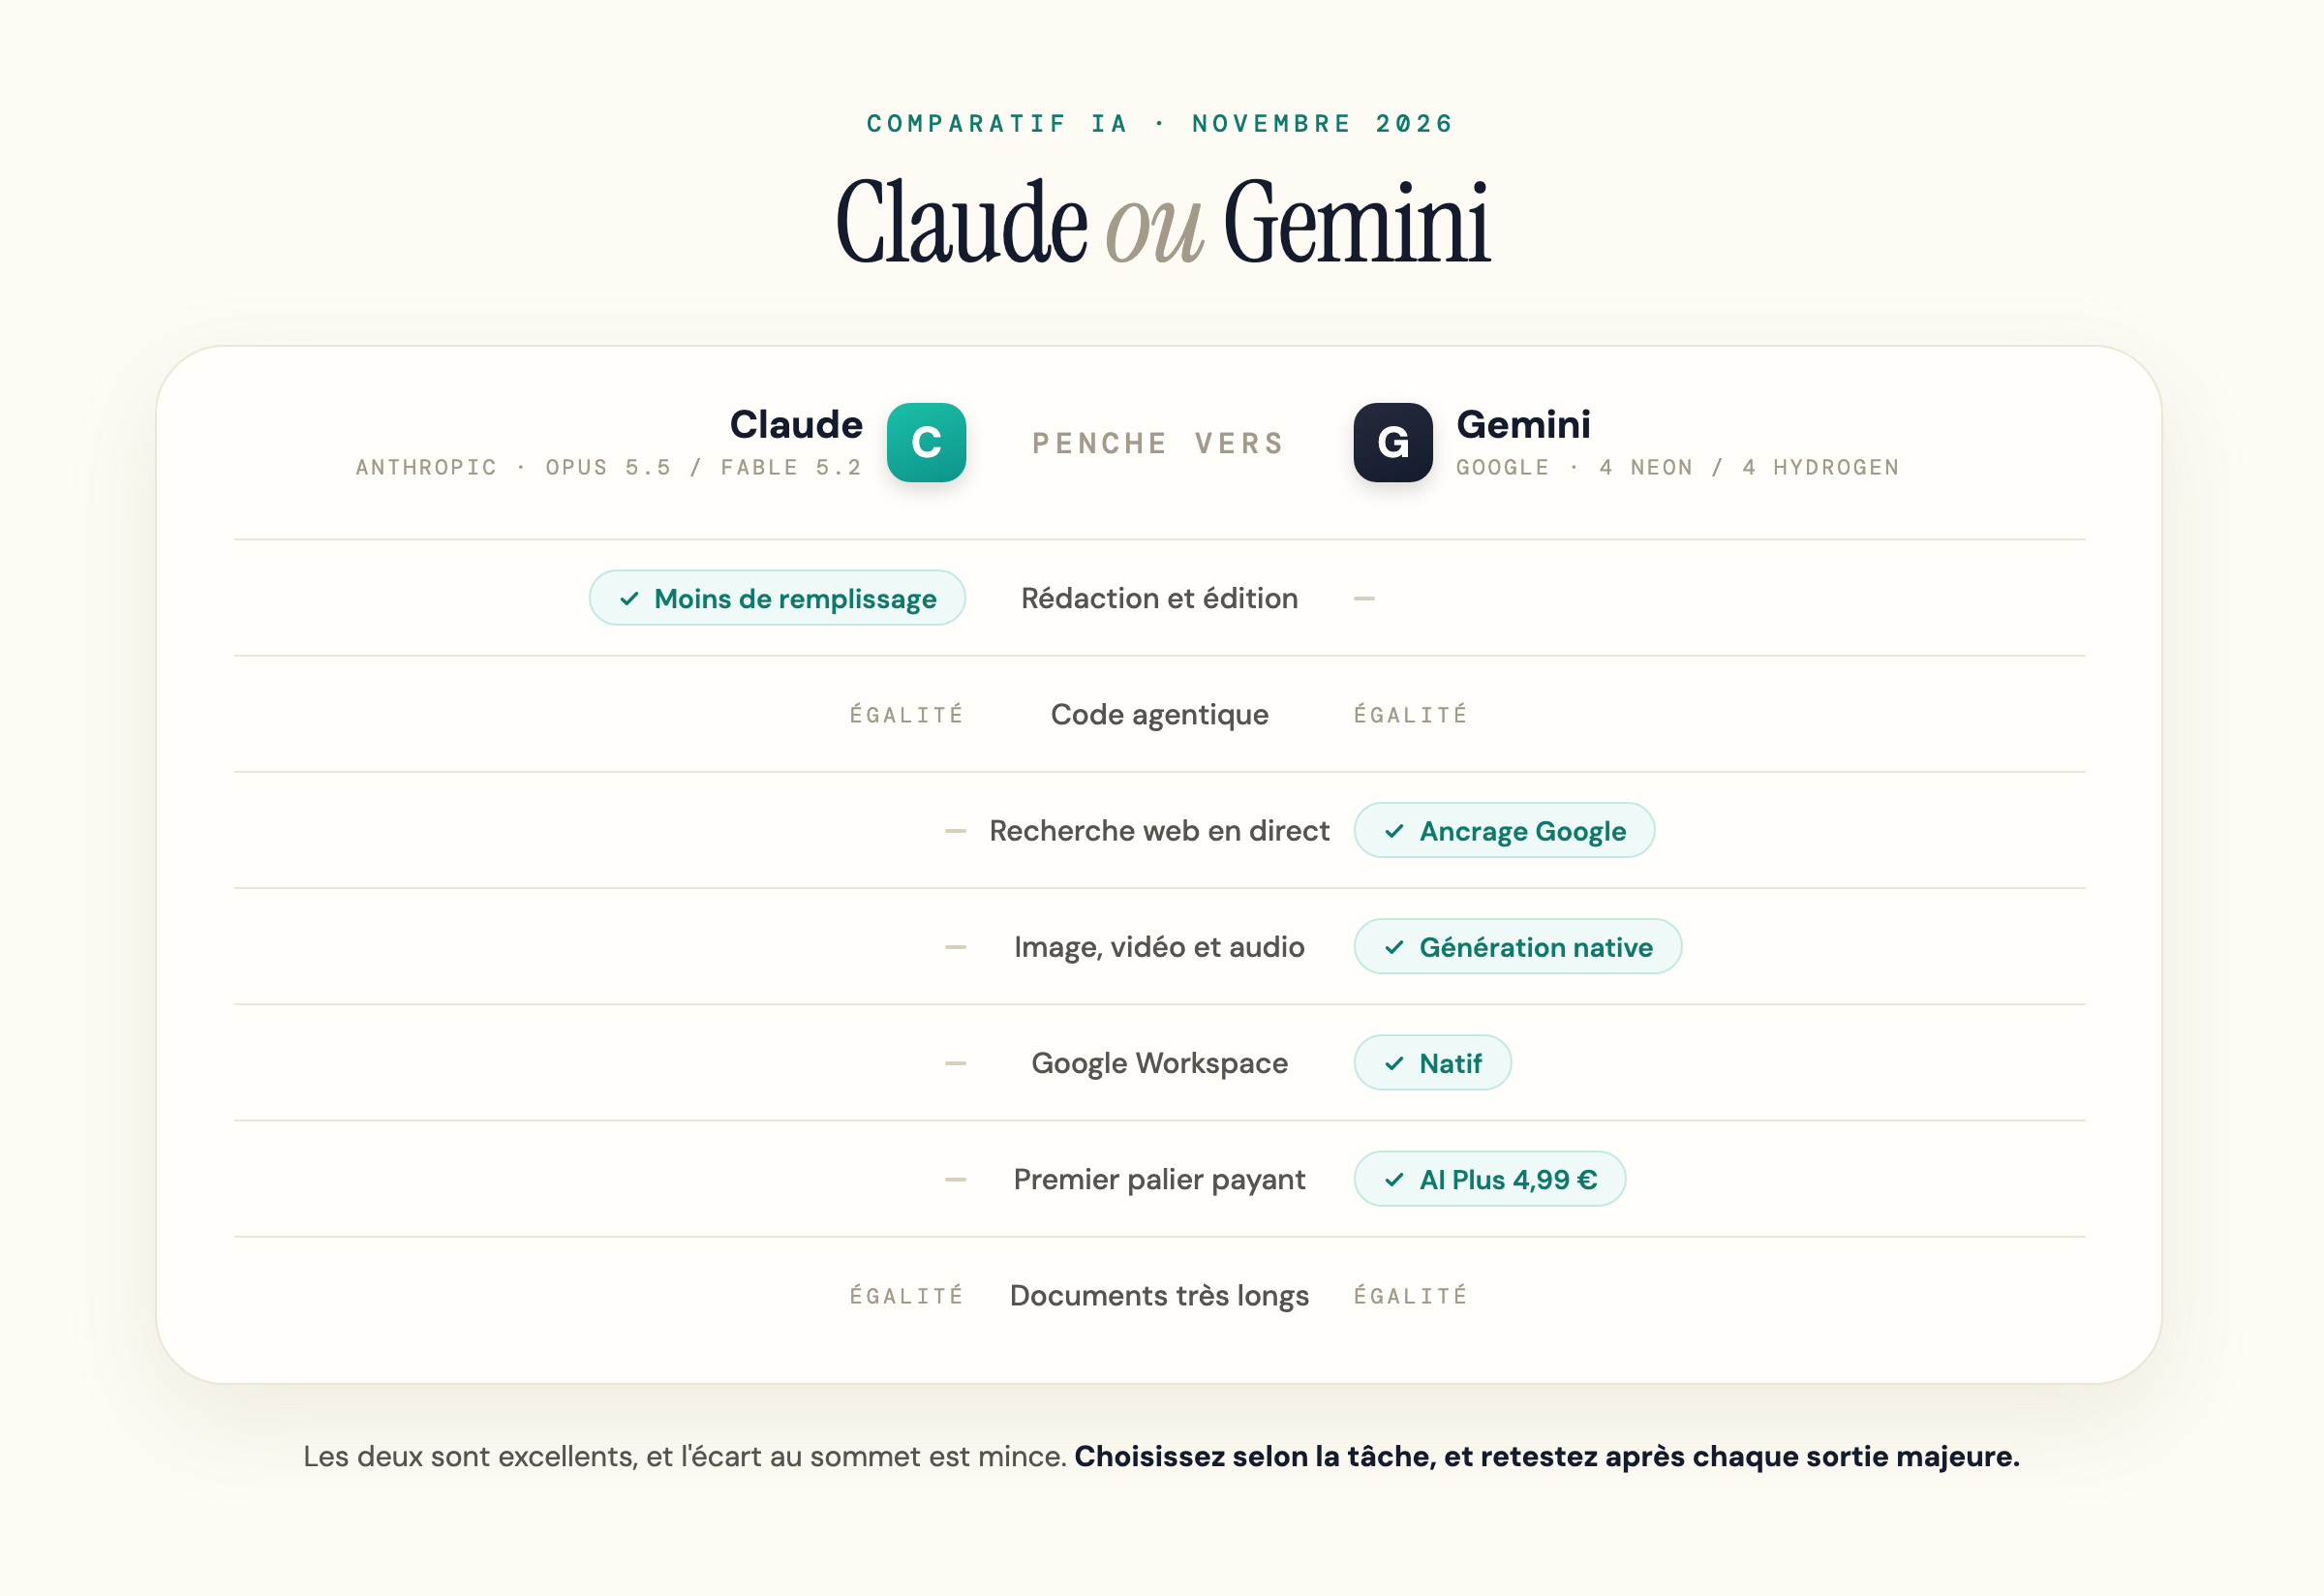 COMPARATIF IA · NOVEMBRE 2026
Claude ou Gemini
Claude
ANTHROPIC · OPUS 5.5 / FABLE 5.2
C
PENCHE VERS
G
Gemini
GOOGLE · 4 NEON / 4 HYDROGEN
✓ Moins de remplissage
Rédaction et édition
–
ÉGALITÉ
Code agentique
ÉGALITÉ
–
Recherche web en direct
✓ Ancrage Google
–
Image, vidéo et audio
✓ Génération native
–
Google Workspace
✓ Natif
–
Premier palier payant
✓ AI Plus 4,99 €
ÉGALITÉ
Documents très longs
ÉGALITÉ
Les deux sont excellents, et l'écart au sommet est mince. Choisissez selon la tâche, et retestez après chaque sortie majeure.